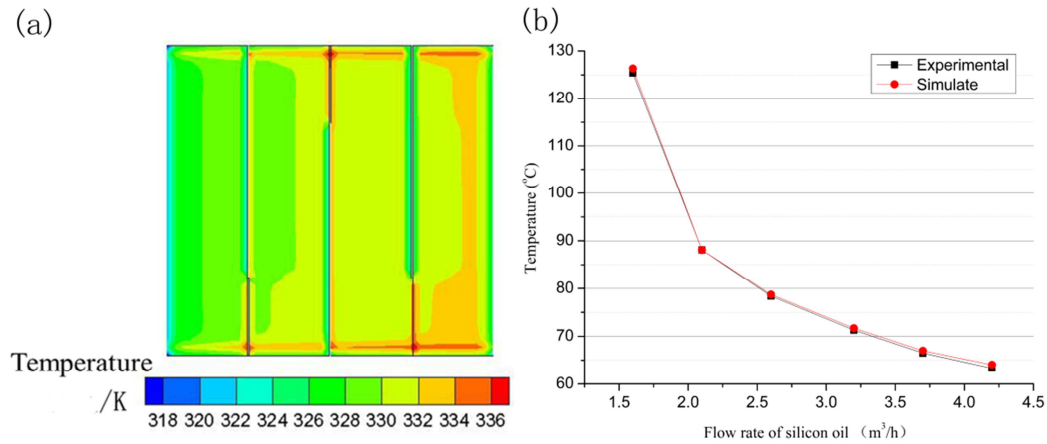 (a)
Temperature
/K
318 320 322 324 326 328 330 332 334 336
(b)
130
120
110
100
90
80
70
60
Temperature(°C)
Experimental
Simulate
1.5 2.0 2.5 3.0 3.5 4.0 4.5
Flow rate of silicon oil （m³/h）